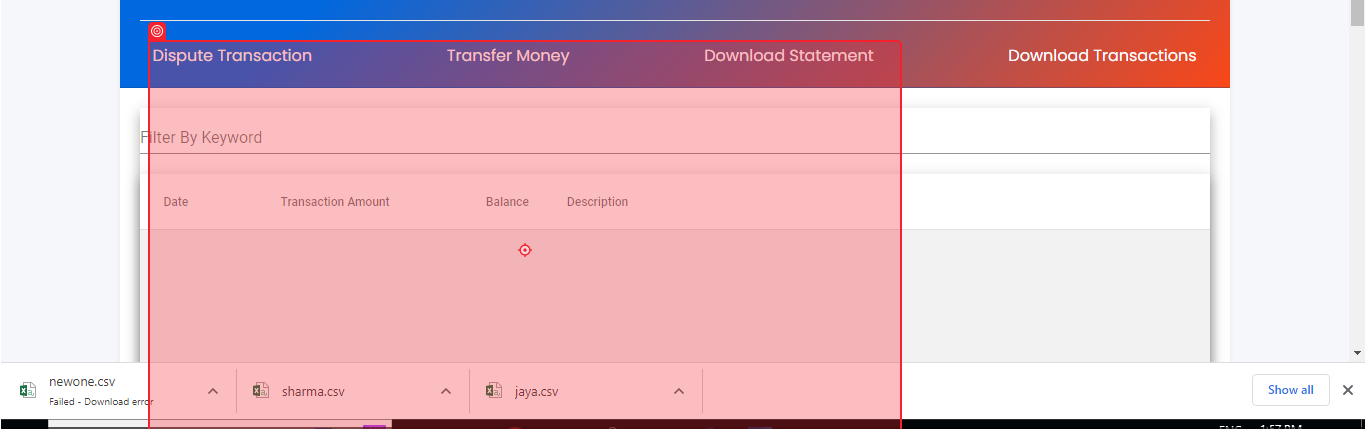 Dispute Transaction Transfer Money Download Statement Download Transactions
Filter By Keyword
Date Transaction Amount Balance Description
newone.csv
Failed - Download error
sharma.csv
jaya.csv
Show all